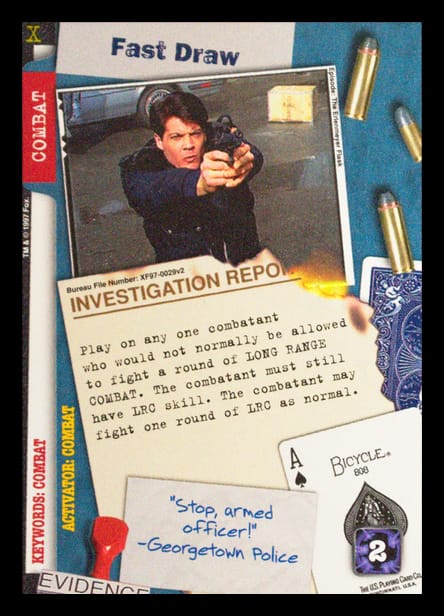 X
Fast Draw
COMBAT
Episode: The Erlenmeyer Flask
TM & © 1997 Fox.
Bureau File Number: XF97-0029v2
INVESTIGATION REPO
Play on any one combatant
who would not normally be allowed
to fight a round of LONG RANGE
COMBAT. The combatant must still
have LRC skill. The combatant may
fight one round of LRC as normal.
KEYWORDS: COMBAT
ACTIVATOR: COMBAT
A
BICYCLE®
808
"Stop, armed
officer!"
-Georgetown Police
2
THE U.S. PLAYING CARD CO.
CINCINNATI, U.S.A.
EVIDENCE